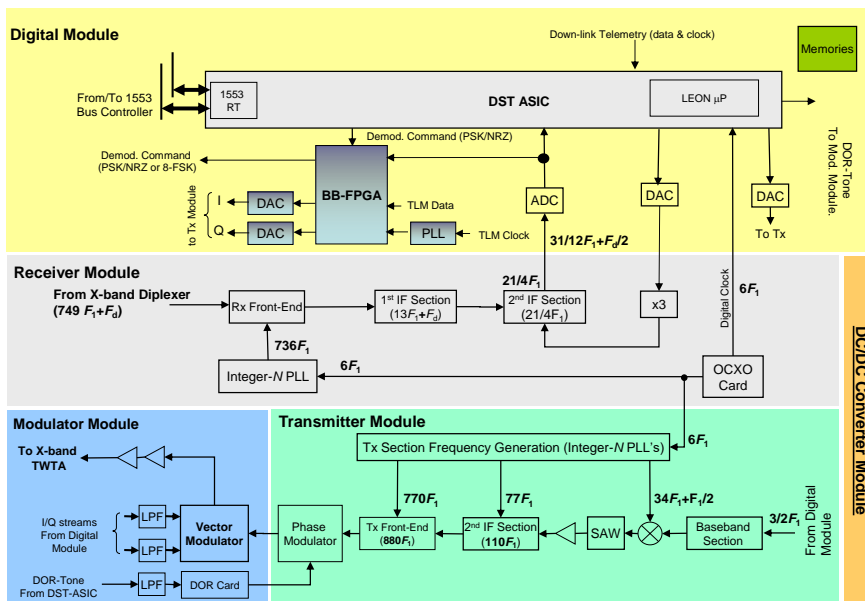 Digital Module
Down-link Telemetry (data & clock)
Memories
From/To 1553
Bus Controller
1553
RT
DST ASIC
LEON µP
DOR-Tone
To Mod. Module.
Demod. Command (PSK/NRZ)
Demod. Command
(PSK/NRZ or 8-FSK)
BB-FPGA
to Tx Module
I
Q
DAC
DAC
TLM Data
PLL
TLM Clock
ADC
DAC
DAC
To Tx
31/12F1+Fd/2
Receiver Module
21/4F1
6F1
Digital Clock
From X-band Diplexer
(749 F1+Fd)
Rx Front-End
1st IF Section
(13F1+Fd)
2nd IF Section
(21/4F1)
x3
736F1
Integer-N PLL
6F1
OCXO
Card
DC/DC Converter Module
Modulator Module
Transmitter Module
6F1
To X-band
TWTA
Tx Section Frequency Generation (Integer-N PLL's)
770F1
77F1
34F1+F1/2
3/2F1
I/Q streams
From Digital
Module
LPF
LPF
Vector
Modulator
Phase
Modulator
Tx Front-End
(880F1)
2nd IF Section
(110F1)
SAW
Baseband
Section
From Digital
Module
DOR-Tone
From DST-ASIC
LPF
DOR Card